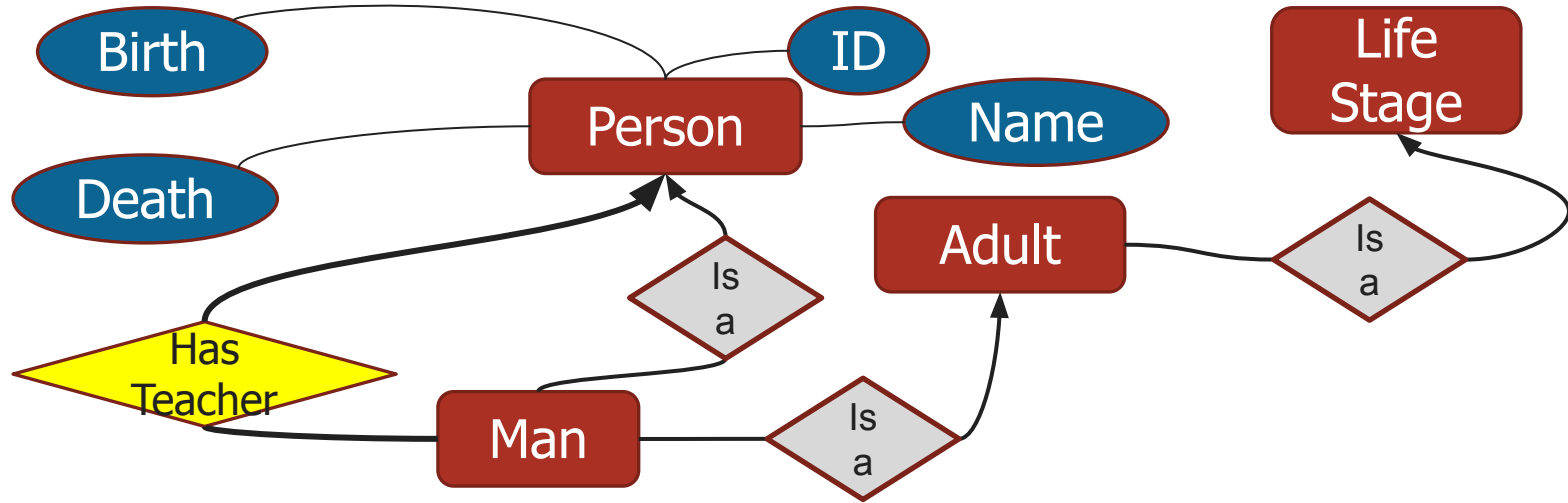 Birth
ID
Life
Stage
Person
Name
Death
Adult
Is
a
Is
a
Has
Teacher
Man
Is
a